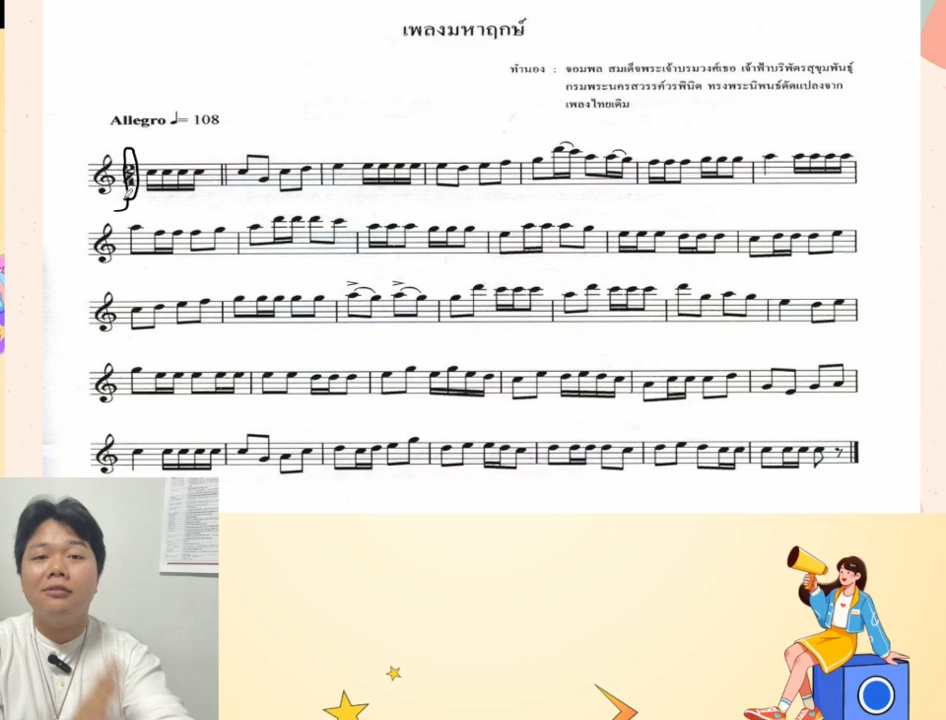 เพลงมหาฤกษ์
ทำนอง : จอมพล สมเด็จพระเจ้าบรมวงศ์เธอ เจ้าฟ้าบริพัตรสุขุมพันธุ์
กรมพระนครสวรรค์วรพินิต ทรงพระนิพนธ์ดัดแปลงจาก
เพลงไทยเดิม
Allegro ♩= 108